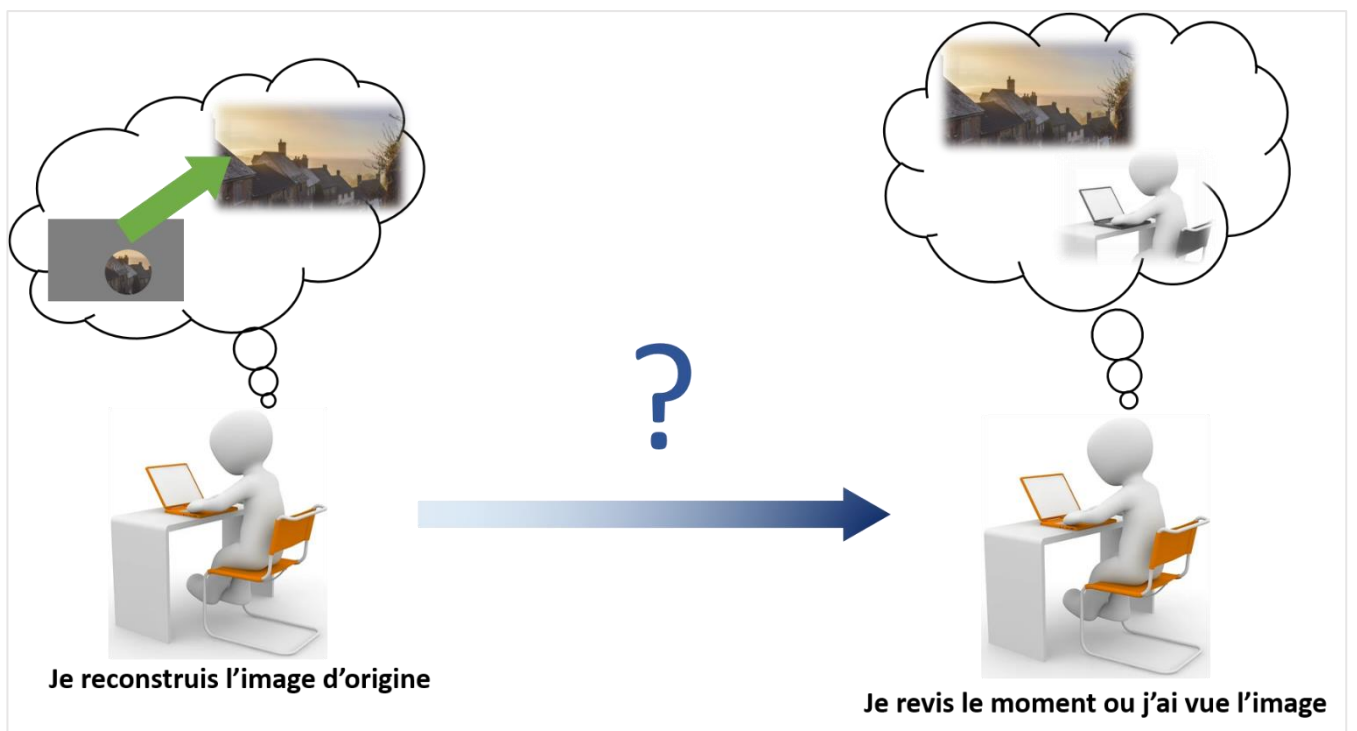 ?
Je reconstruis l’image d’origine
Je revis le moment ou j’ai vue l’image